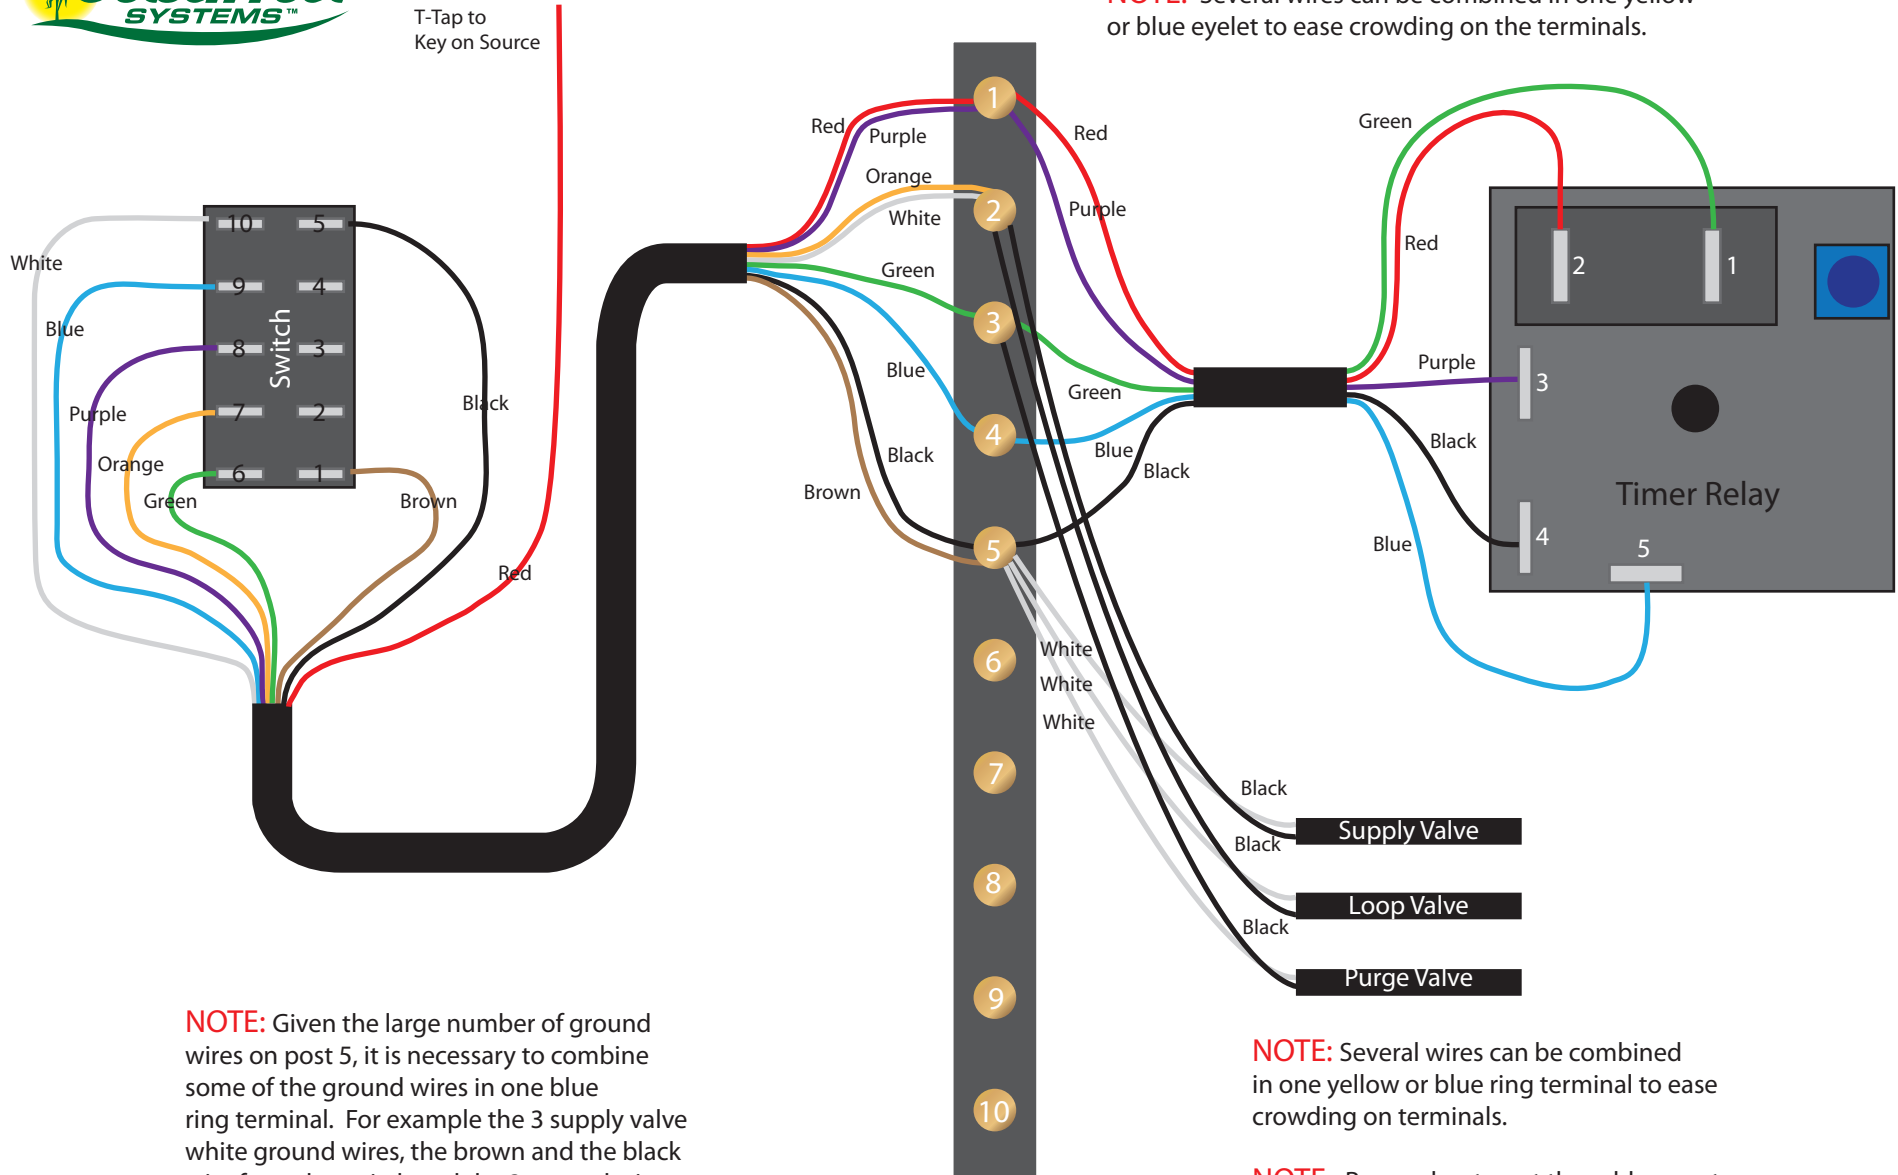 SYSTEMS™
T-Tap to
Key on Source
or blue eyelet to ease crowding on the terminals.
White
Blue
Purple
Orange
Green
10
9
8
7
6
Switch
5
4
3
2
1
Black
Brown
Red
Red
Purple
Orange
White
Green
Blue
Black
Brown
1
2
3
4
5
6
7
8
9
10
Red
Purple
Green
Blue
Black
White
White
White
Green
Red
Purple
Black
Blue
2
1
3
4
5
Timer Relay
Black
Supply Valve
Black
Loop Valve
Black
Purge Valve
NOTE: Given the large number of ground
wires on post 5, it is necessary to combine
some of the ground wires in one blue
ring terminal. For example the 3 supply valve
white ground wires, the brown and the black
NOTE: Several wires can be combined
in one yellow or blue ring terminal to ease
crowding on terminals.